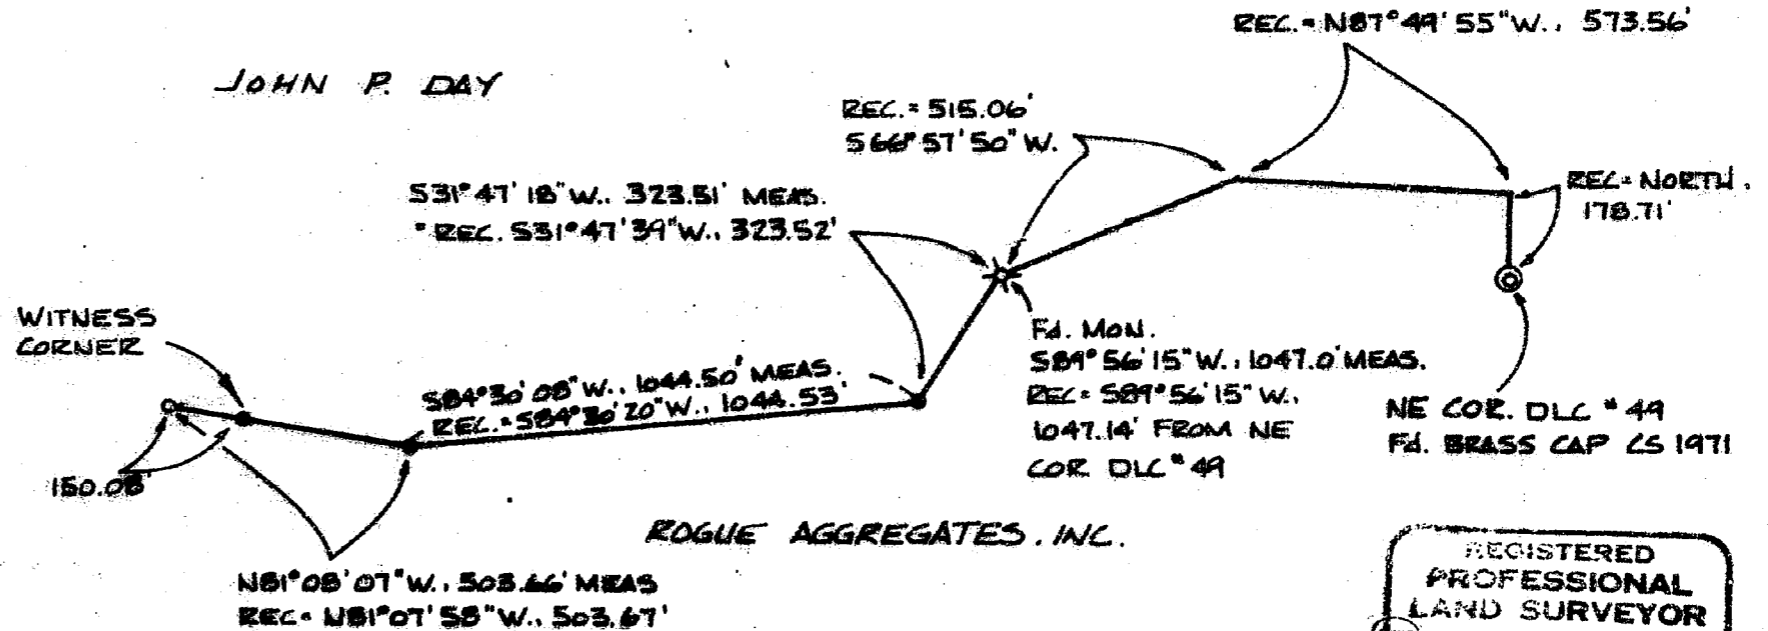 REC. = N87°49'55"W., 573.56'
JOHN P. DAY
REC. = 515.06'
S66°57'50"W.
S31°47'18"W., 323.51' MEAS.
"REC. S31°47'39"W., 323.52'
REC = NORTH,
178.71'
WITNESS
CORNER
S84°30'08"W., 1044.50' MEAS.
REC. = S84°30'20"W., 1044.53'
Fd. MON.
S89°56'15"W., 1047.0' MEAS.
REC = S89°56'15"W.,
1047.14' FROM NE
COR DLC #49
NE COR. DLC #49
Fd. BRASS CAP CS 1971
150.08'
ROGUE AGGREGATES, INC.
N81°08'07"W., 503.66' MEAS
REC = N81°07'58"W., 503.67'
REGISTERED
PROFESSIONAL
LAND SURVEYOR